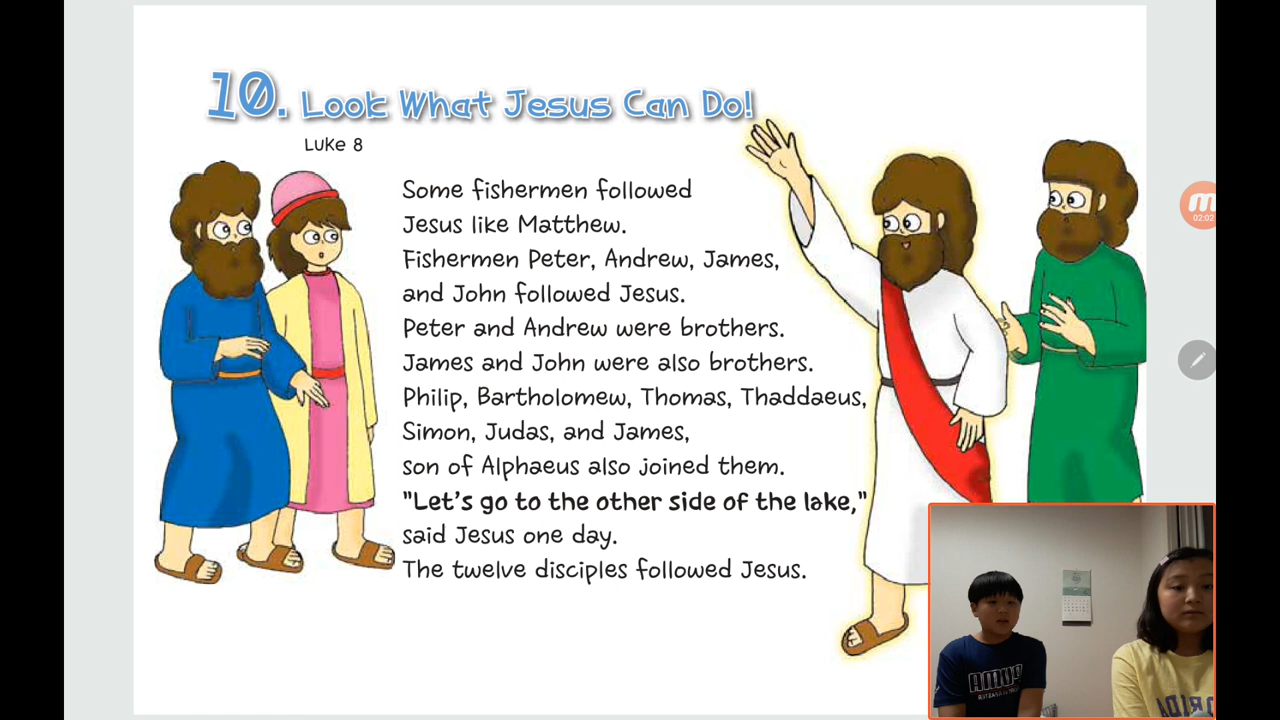 10. Look What Jesus Can Do!
Luke 8
Some fishermen followed
Jesus like Matthew.
Fishermen Peter, Andrew, James,
and John followed Jesus.
Peter and Andrew were brothers.
James and John were also brothers.
Philip, Bartholomew, Thomas, Thaddaeus,
Simon, Judas, and James,
son of Alphaeus also joined them.
"Let's go to the other side of the lake,"
said Jesus one day.
The twelve disciples followed Jesus.
02:02